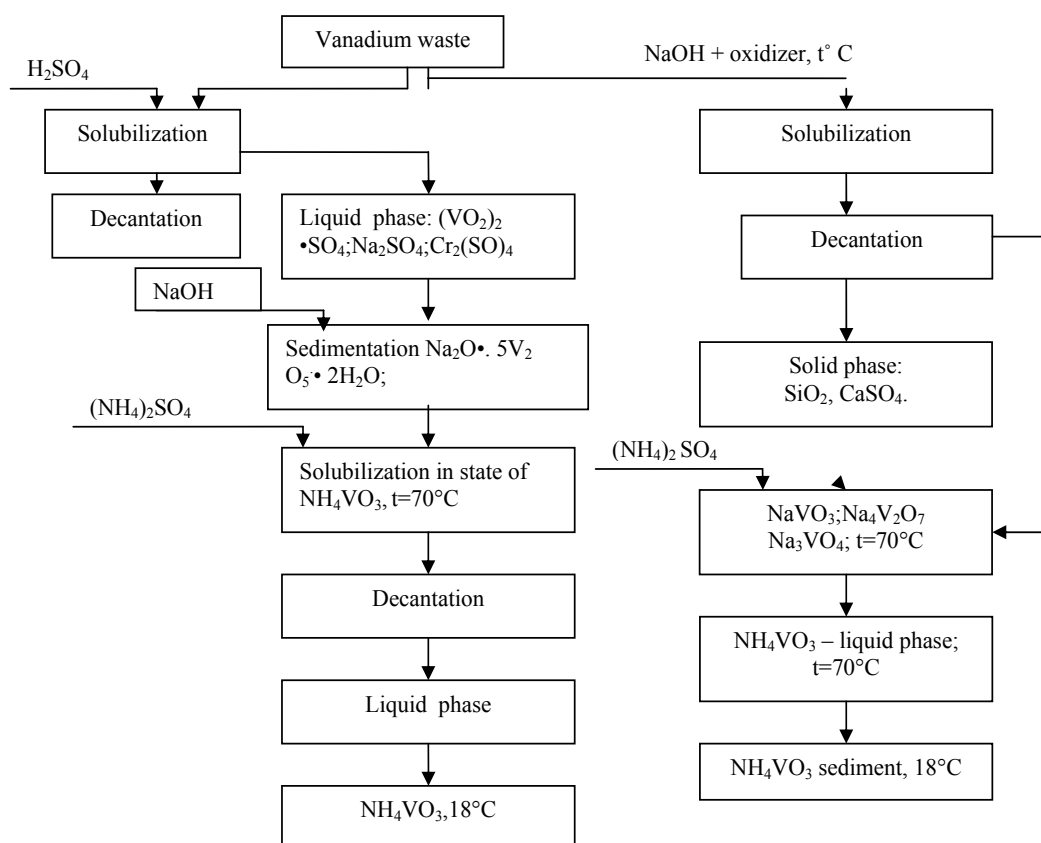 Vanadium waste
NaOH + oxidizer, t˚ C
H₂SO₄
Solubilization
Solubilization
Decantation
Liquid phase: (VO₂)₂
•SO₄;Na₂SO₄;Cr₂(SO)₄
Decantation
NaOH
Sedimentation Na₂O•. 5V₂
O₅·• 2H₂O;
Solid phase:
SiO₂, CaSO₄.
(NH₄)₂SO₄
Solubilization in state of
NH₄VO₃, t=70°C
(NH₄)₂ SO₄
NaVO₃;Na₄V₂O₇
Na₃VO₄; t=70°C
Decantation
NH₄VO₃ – liquid phase;
t=70°C
Liquid phase
NH₄VO₃ sediment, 18°C
NH₄VO₃,18°C